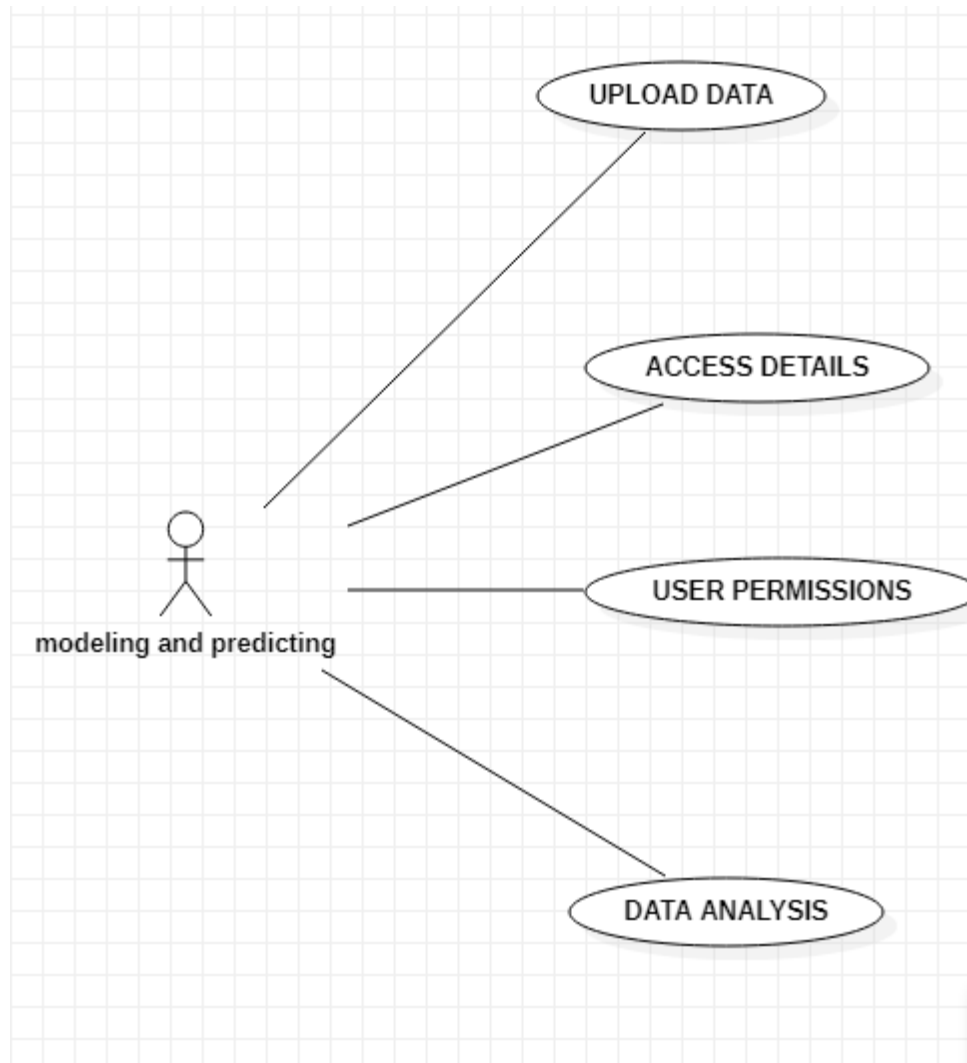 UPLOAD DATA
ACCESS DETAILS
USER PERMISSIONS
modeling and predicting
DATA ANALYSIS